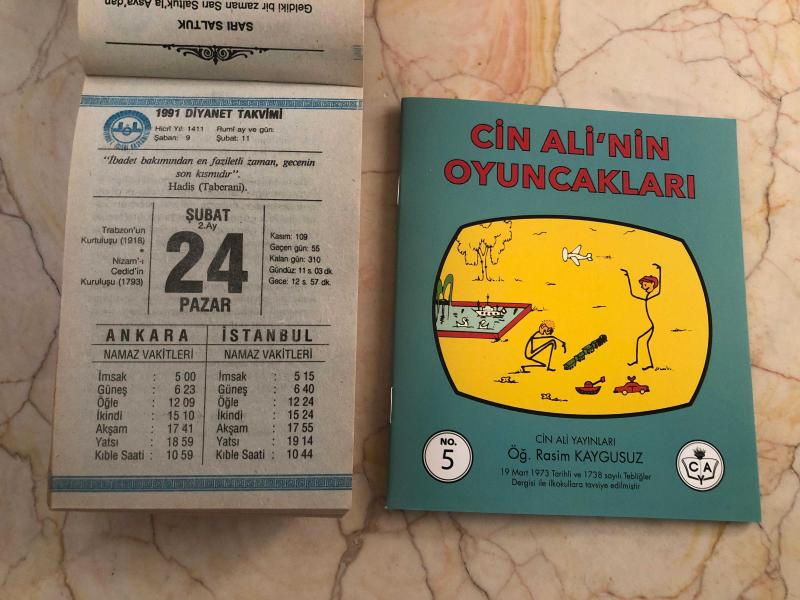 SARI SALTUK
Geldiki bir zaman Sarı Saltuk'la Asya'dan
1991 DİYANET TAKVİMİ
Hicrî Yıl: 1411
Şaban: 9
Rumî ay ve gün:
Şubat: 11
"İbadet bakımından en faziletli zaman, gecenin
son kısmıdır".
Hadis (Taberani).
Trabzon'un
Kurtuluşu (1918)
*
Nizam'-ı
Cedid'in
Kuruluşu (1793)
ŞUBAT
2.Ay
24
PAZAR
Kasım: 109
Geçen gün: 55
Kalan gün: 310
Gündüz: 11 s. 03 dk.
Gece: 12 s. 57 dk.
ANKARA
NAMAZ VAKİTLERİ
İmsak : 5 00
Güneş : 6 23
Öğle : 12 09
İkindi : 15 10
Akşam : 17 41
Yatsı : 18 59
Kıble Saati : 10 59
İSTANBUL
NAMAZ VAKİTLERİ
İmsak : 5 15
Güneş : 6 40
Öğle : 12 24
İkindi : 15 24
Akşam : 17 55
Yatsı : 19 14
Kıble Saati : 10 44
CİN ALİ'NİN
OYUNCAKLARI
NO.
5
CİN ALİ YAYINLARI
Öğ. Rasim KAYGUSUZ
19 Mart 1973 Tarihli ve 1738 sayılı Tebliğler
Dergisi ile ilkokullara tavsiye edilmiştir
C A